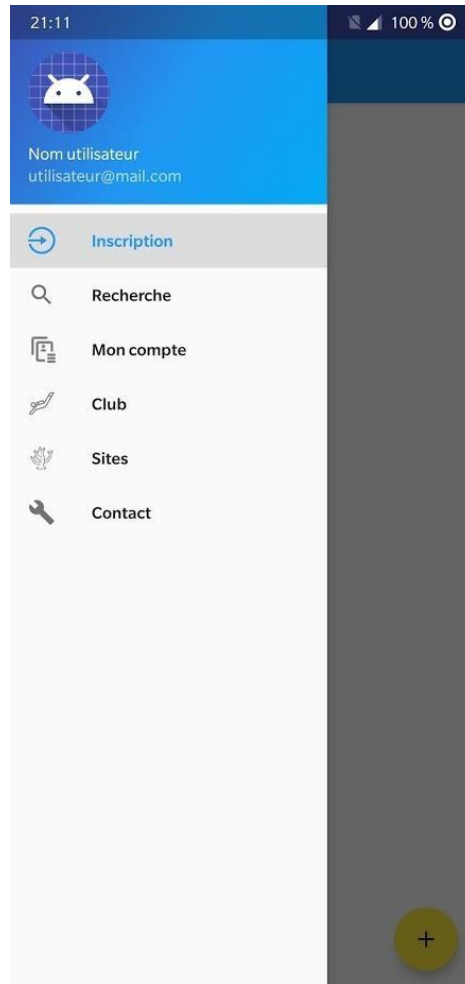 21:11
100 %
Nom utilisateur
utilisateur@mail.com
Inscription
Recherche
Mon compte
Club
Sites
Contact
+